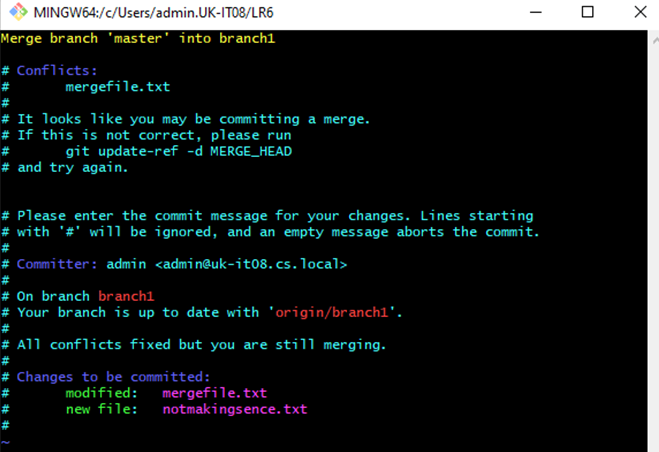 MINGW64:/c/Users/admin.UK-IT08/LR6
Merge branch 'master' into branch1
# Conflicts:
#       mergefile.txt
#
# It looks like you may be committing a merge.
# If this is not correct, please run
#       git update-ref -d MERGE_HEAD
# and try again.
# Please enter the commit message for your changes. Lines starting
# with '#' will be ignored, and an empty message aborts the commit.
#
# Committer: admin <admin@uk-it08.cs.local>
#
# On branch branch1
# Your branch is up to date with 'origin/branch1'.
#
# All conflicts fixed but you are still merging.
#
# Changes to be committed:
#       modified:   mergefile.txt
#       new file:   notmakingsence.txt
#
~